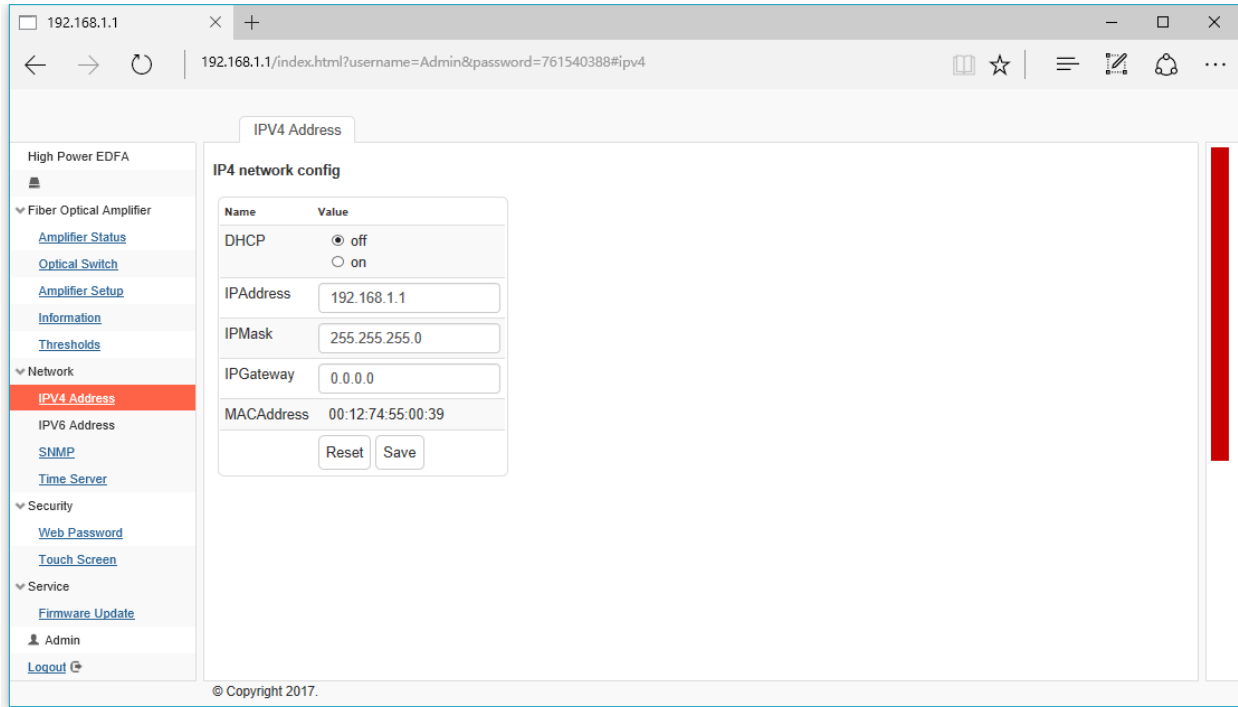 192.168.1.1
192.168.1.1/index.html?username=Admin&password=761540388#ipv4
IPV4 Address
High Power EDFA
Fiber Optical Amplifier
Amplifier Status
Optical Switch
Amplifier Setup
Information
Thresholds
Network
IPV4 Address
IPV6 Address
SNMP
Time Server
Security
Web Password
Touch Screen
Service
Firmware Update
Admin
Logout
IP4 network config
Name Value
DHCP off
on
IPAddress 192.168.1.1
IPMask 255.255.255.0
IPGateway 0.0.0.0
MACAddress 00:12:74:55:00:39
Reset Save
© Copyright 2017.